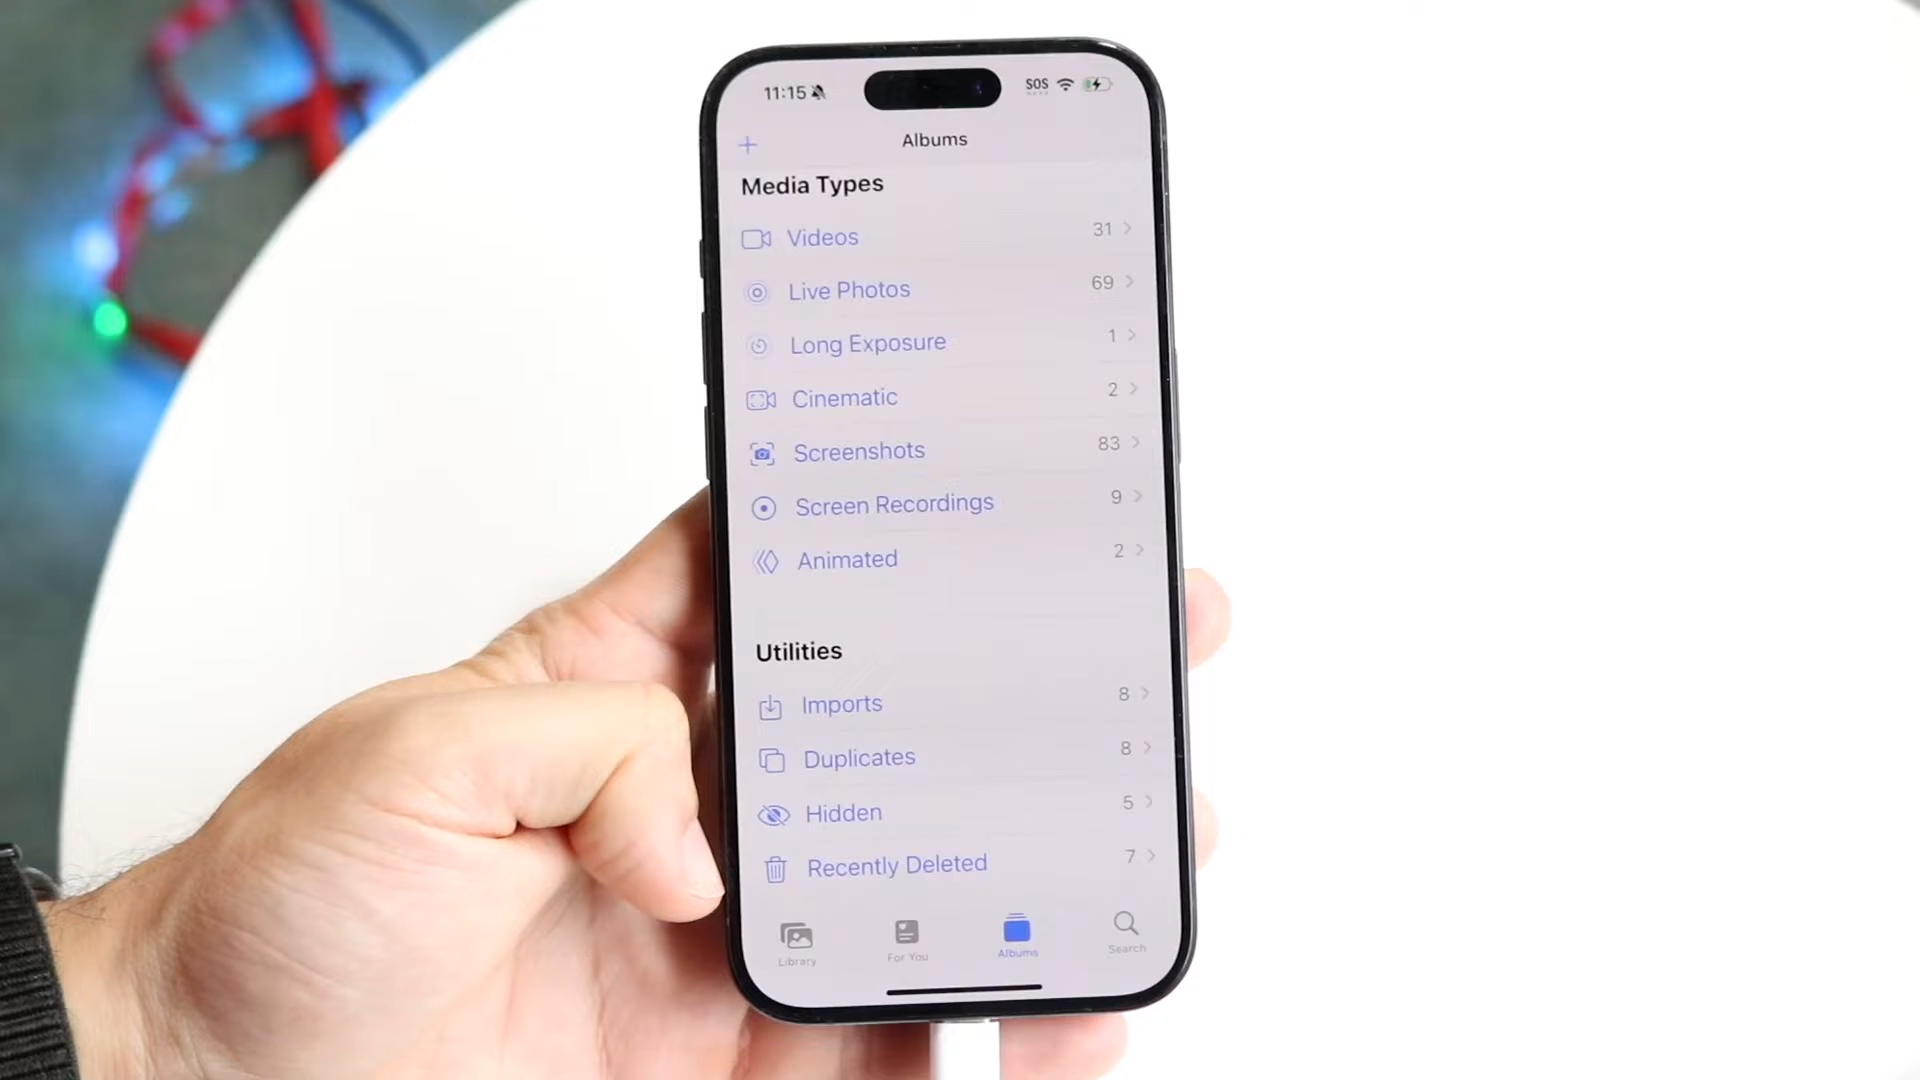 11:15
SOS
Albums
Media Types
Videos 31
Live Photos 69
Long Exposure 1
Cinematic 2
Screenshots 83
Screen Recordings 9
Animated 2
Utilities
Imports 8
Duplicates 8
Hidden 5
Recently Deleted 7
Library For You Albums Search